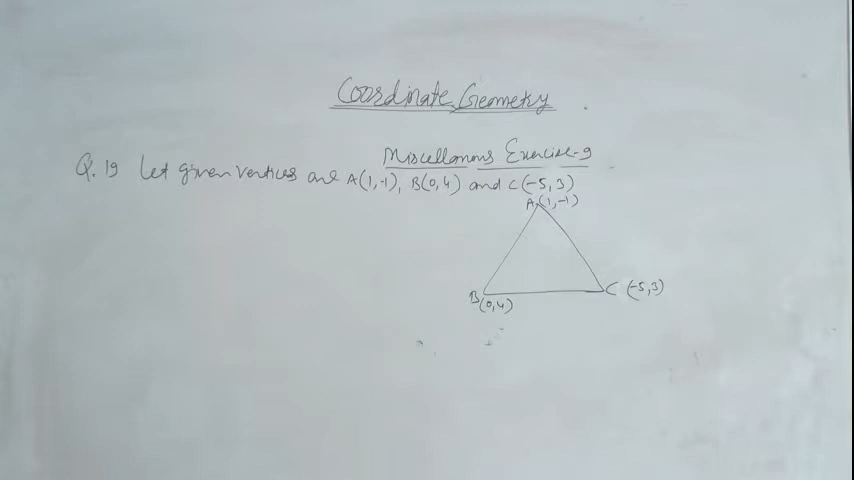 Coordinate Geometry
Miscellanous Exercise-9
Q. 19 Let given vertices are A(1,-1), B(0,4) and C(-5,3)
A(1,-1)
B(0,4)
C (-5,3)